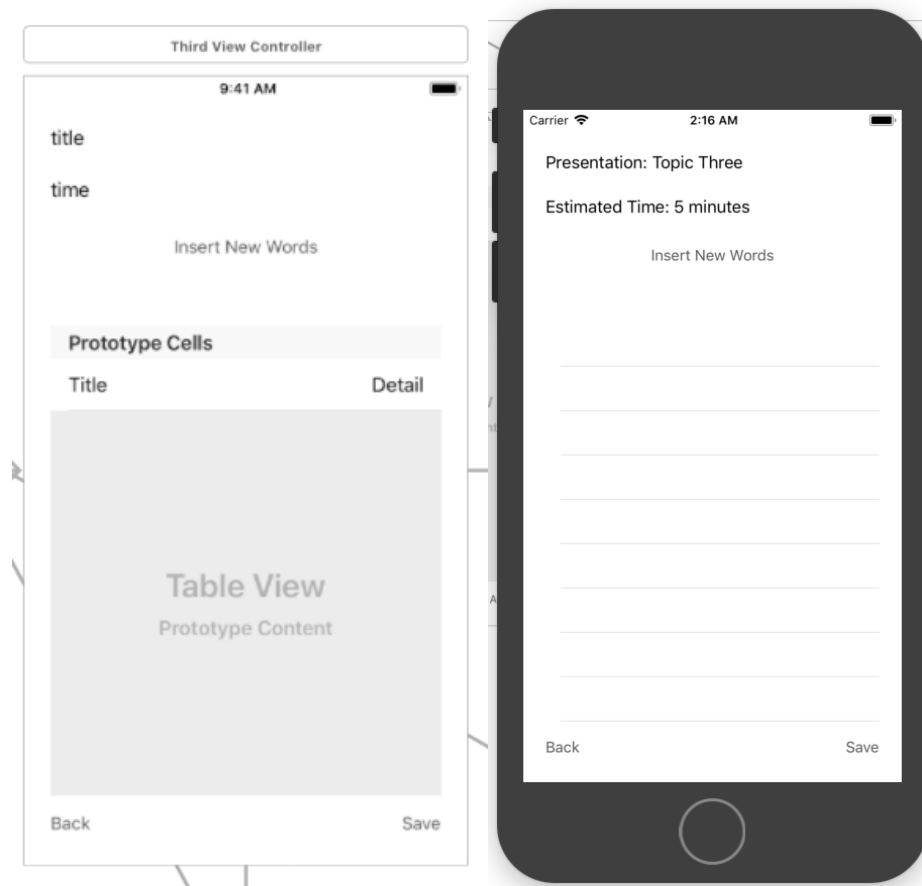 Third View Controller
9:41 AM
title
time
Insert New Words
Prototype Cells
Title Detail
Table View
Prototype Content
Back Save
Carrier 2:16 AM
Presentation: Topic Three
Estimated Time: 5 minutes
Insert New Words
Back Save